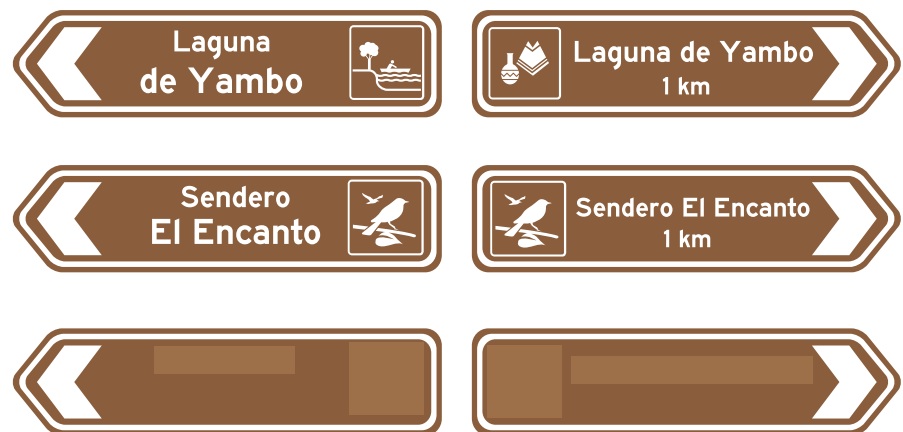 Laguna
de Yambo
Laguna de Yambo
1 km
Sendero
El Encanto
Sendero El Encanto
1 km